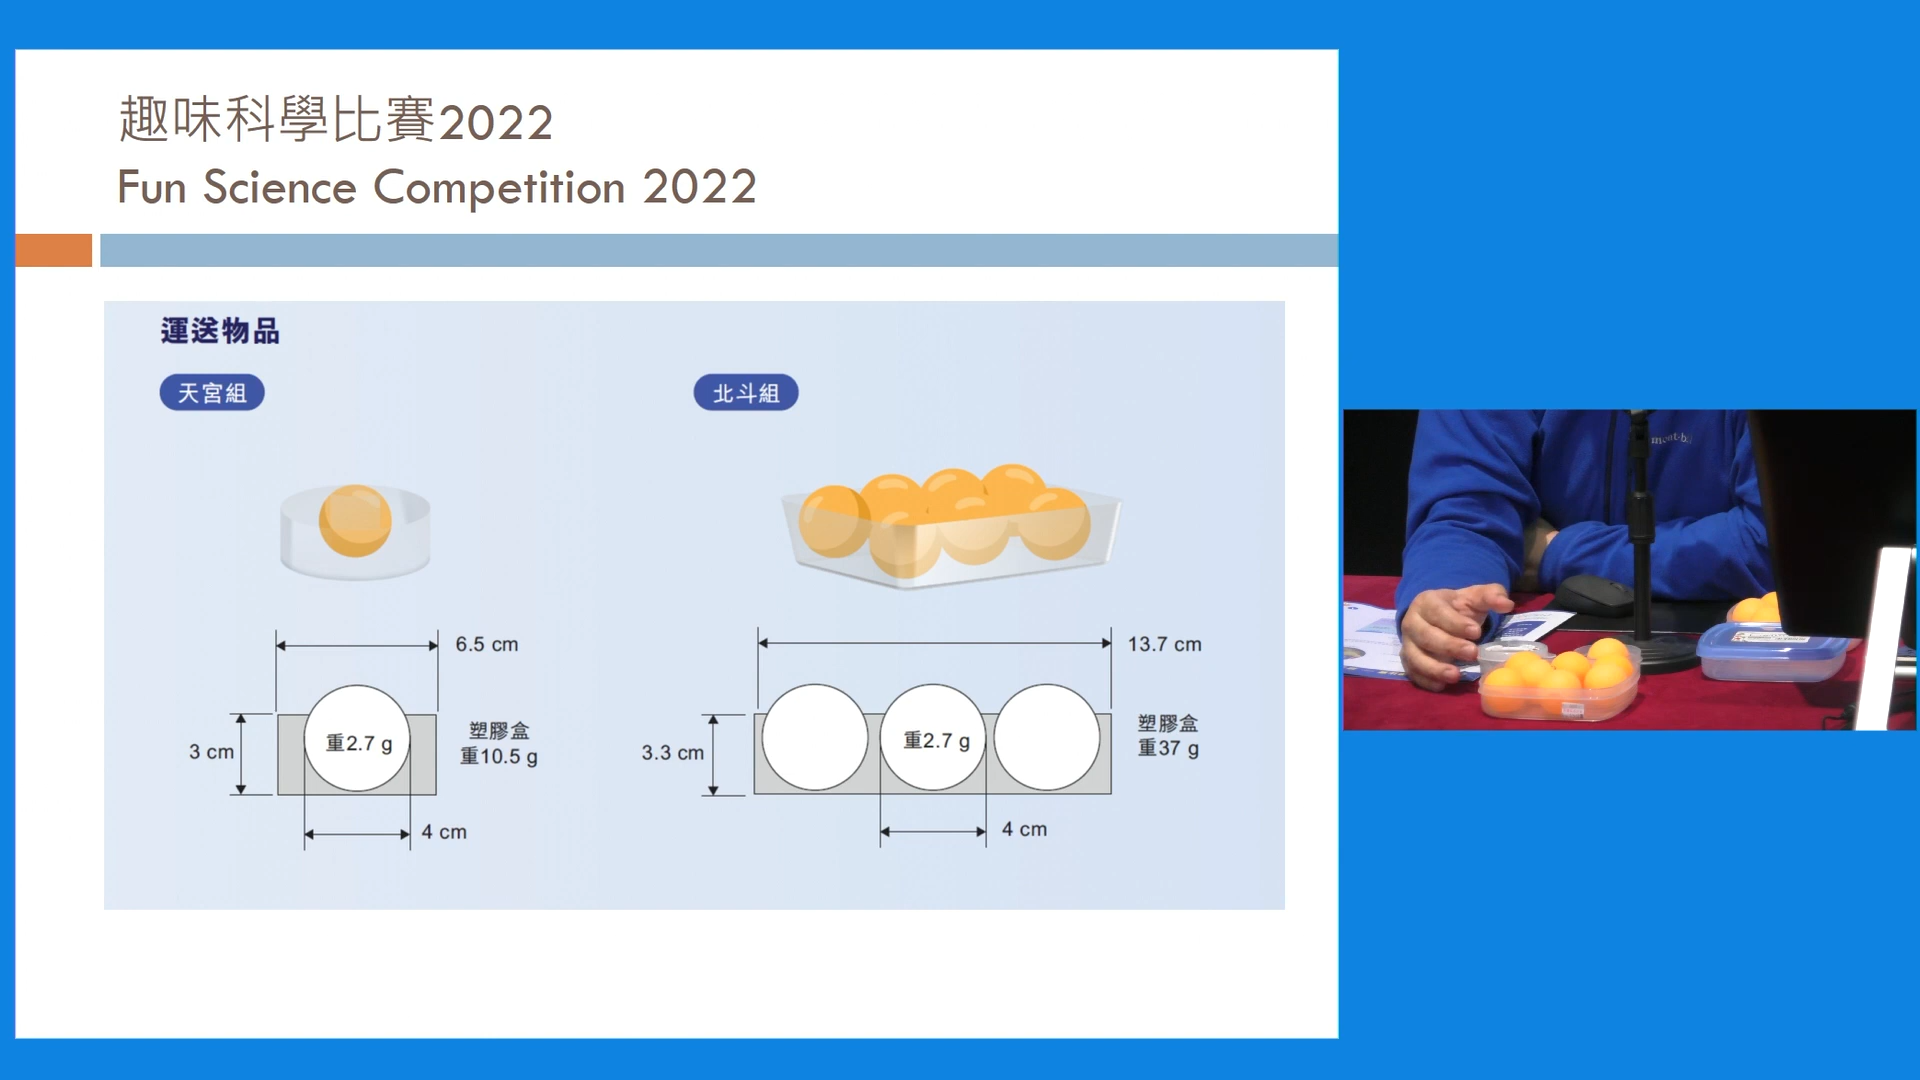 趣味科學比賽2022
Fun Science Competition 2022
運送物品
天宮組
北斗組
6.5 cm
13.7 cm
重2.7 g
塑膠盒
重10.5 g
3 cm
4 cm
重2.7 g
塑膠盒
重37 g
3.3 cm
4 cm